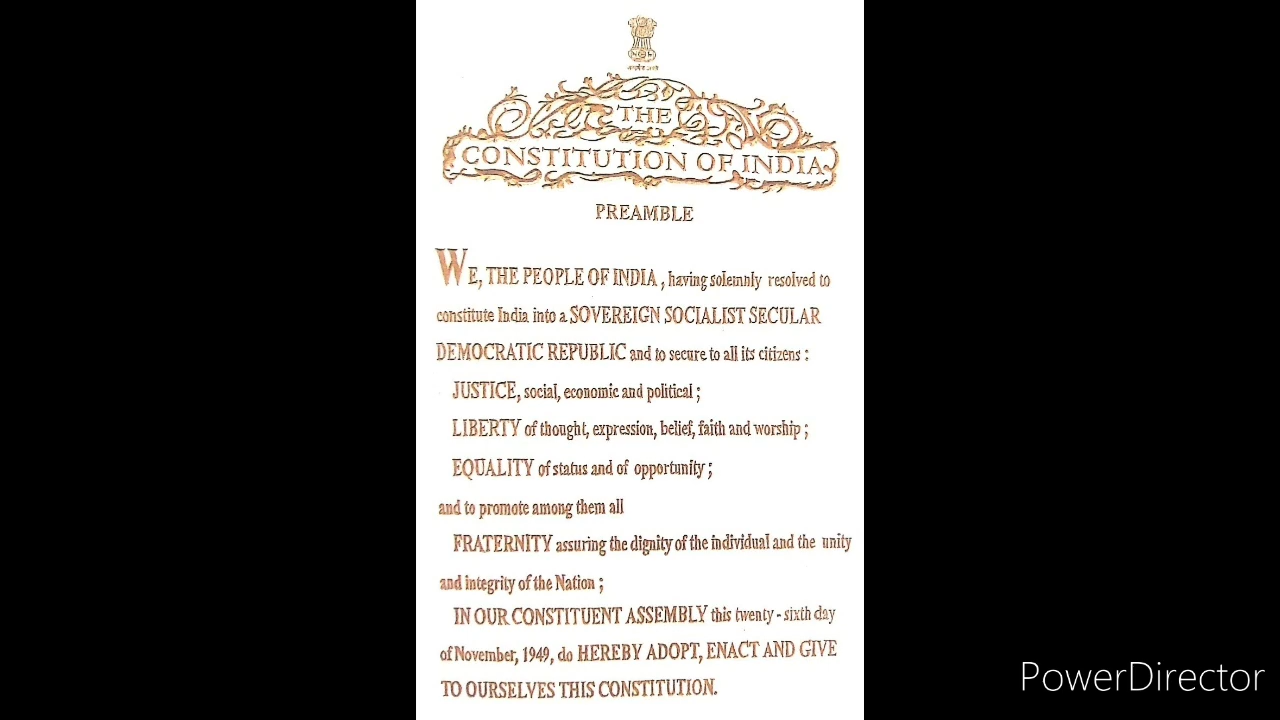 THE
CONSTITUTION OF INDIA
PREAMBLE
WE, THE PEOPLE OF INDIA, having solemnly resolved to
constitute India into a SOVEREIGN SOCIALIST SECULAR
DEMOCRATIC REPUBLIC and to secure to all its citizens :
JUSTICE, social, economic and political ;
LIBERTY of thought, expression, belief, faith and worship ;
EQUALITY of status and of opportunity ;
and to promote among them all
FRATERNITY assuring the dignity of the individual and the unity
and integrity of the Nation ;
IN OUR CONSTITUENT ASSEMBLY this twenty - sixth day
of November, 1949, do HEREBY ADOPT, ENACT AND GIVE
TO OURSELVES THIS CONSTITUTION.
PowerDirector